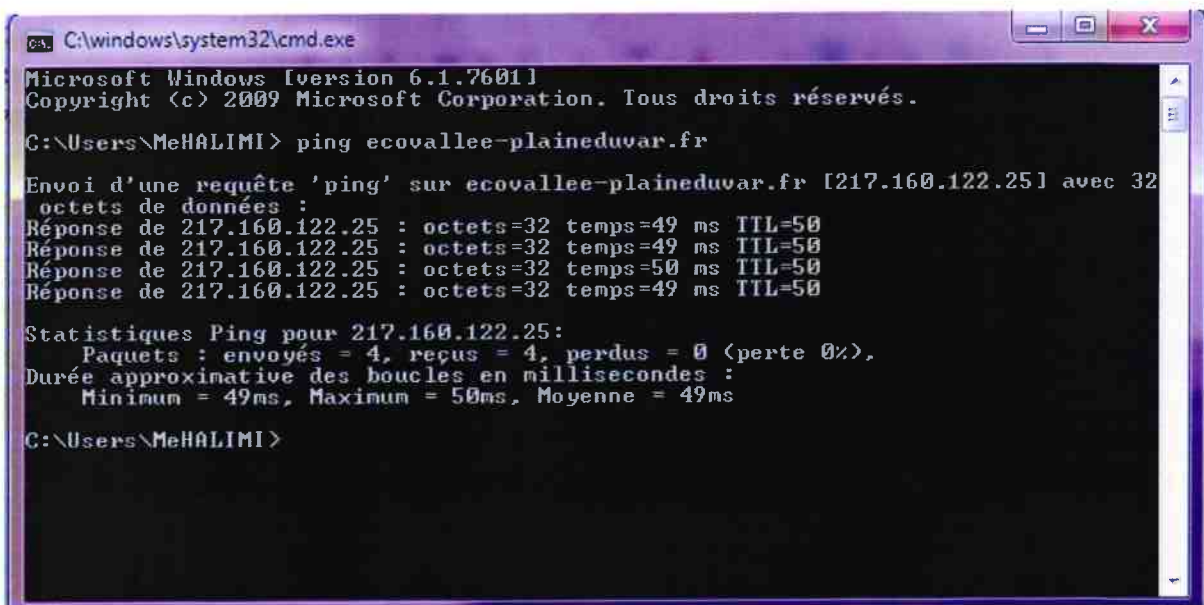 C:\windows\system32\cmd.exe
Microsoft Windows [version 6.1.7601]
Copyright (c) 2009 Microsoft Corporation. Tous droits réservés.
C:\Users\MeHALIMI> ping ecovallee-plaineduvar.fr
Envoi d'une requête 'ping' sur ecovallee-plaineduvar.fr [217.160.122.25] avec 32
octets de données :
Réponse de 217.160.122.25 : octets=32 temps=49 ms TTL=50
Réponse de 217.160.122.25 : octets=32 temps=49 ms TTL=50
Réponse de 217.160.122.25 : octets=32 temps=50 ms TTL=50
Réponse de 217.160.122.25 : octets=32 temps=49 ms TTL=50
Statistiques Ping pour 217.160.122.25:
Paquets : envoyés = 4, reçus = 4, perdus = 0 (perte 0%),
Durée approximative des boucles en millisecondes :
Minimum = 49ms, Maximum = 50ms, Moyenne = 49ms
C:\Users\MeHALIMI>